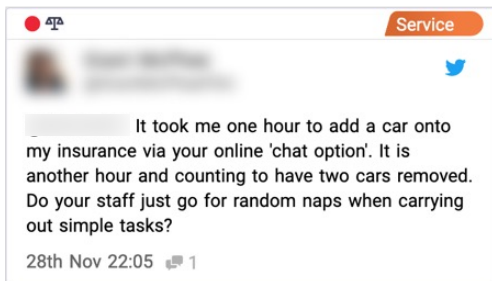 Service
It took me one hour to add a car onto
my insurance via your online 'chat option'. It is
another hour and counting to have two cars removed.
Do your staff just go for random naps when carrying
out simple tasks?
28th Nov 22:05 1